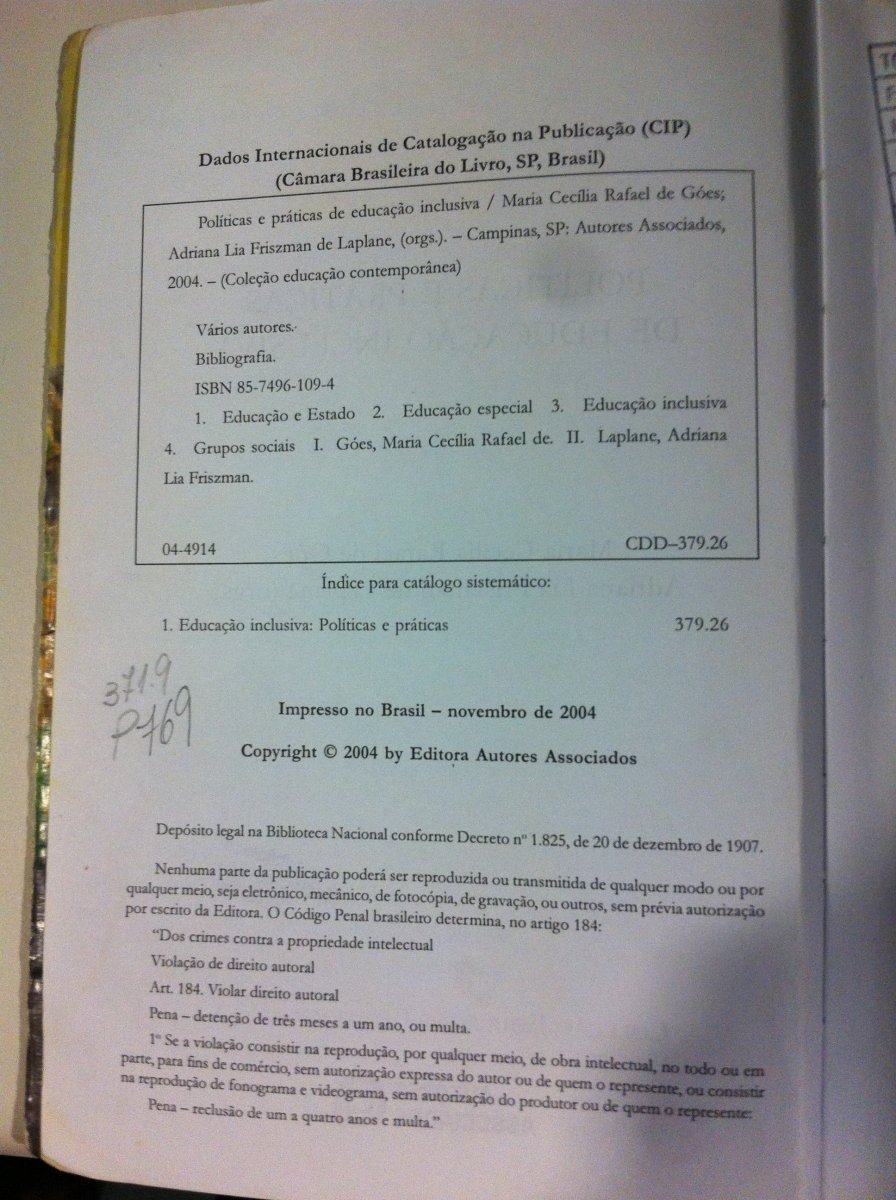 Dados Internacionais de Catalogação na Publicação (CIP)
(Câmara Brasileira do Livro, SP, Brasil)
Políticas e práticas de educação inclusiva / Maria Cecília Rafael de Góes;
Adriana Lia Friszman de Laplane, (orgs.). – Campinas, SP: Autores Associados,
2004. – (Coleção educação contemporânea)
Vários autores.
Bibliografia.
ISBN 85-7496-109-4
1. Educação e Estado 2. Educação especial 3. Educação inclusiva
4. Grupos sociais I. Góes, Maria Cecília Rafael de. II. Laplane, Adriana
Lia Friszman.
04-4914 CDD–379.26
Índice para catálogo sistemático:
1. Educação inclusiva: Políticas e práticas 379.26
371.9
P769
Impresso no Brasil – novembro de 2004
Copyright © 2004 by Editora Autores Associados
Depósito legal na Biblioteca Nacional conforme Decreto nº 1.825, de 20 de dezembro de 1907.
Nenhuma parte da publicação poderá ser reproduzida ou transmitida de qualquer modo ou por
qualquer meio, seja eletrônico, mecânico, de fotocópia, de gravação, ou outros, sem prévia autorização
por escrito da Editora. O Código Penal brasileiro determina, no artigo 184:
“Dos crimes contra a propriedade intelectual
Violação de direito autoral
Art. 184. Violar direito autoral
Pena – detenção de três meses a um ano, ou multa.
1º Se a violação consistir na reprodução, por qualquer meio, de obra intelectual, no todo ou em
parte, para fins de comércio, sem autorização expressa do autor ou de quem o represente, ou consistir
na reprodução de fonograma e videograma, sem autorização do produtor ou de quem o represente:
Pena – reclusão de um a quatro anos e multa.”